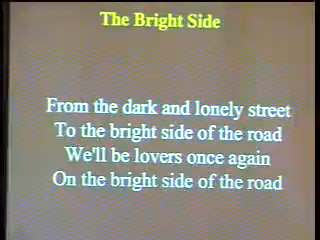 The Bright Side
From the dark and lonely street
To the bright side of the road
We'll be lovers once again
On the bright side of the road